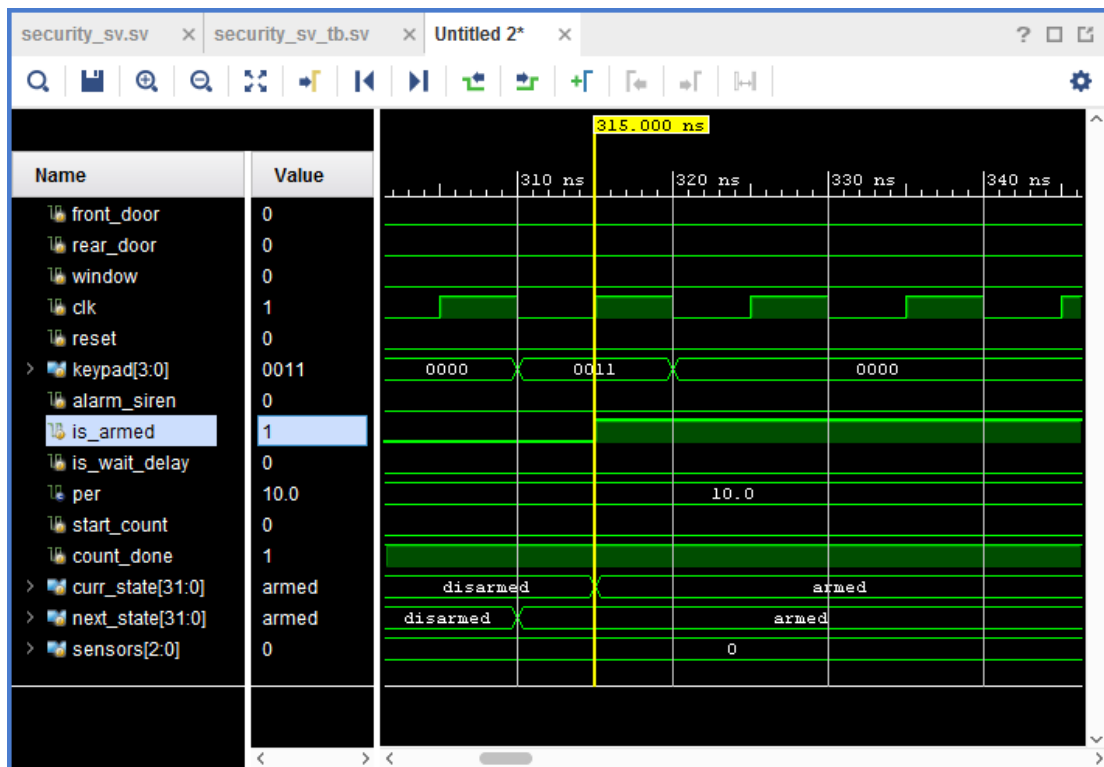 security_sv.sv × security_sv_tb.sv × Untitled 2* × ?
315.000 ns
Name Value 310 ns 320 ns 330 ns 340 ns
front_door 0
rear_door 0
window 0
clk 1
reset 0
> keypad[3:0] 0011 0000 0011 0000
alarm_siren 0
is_armed 1
is_wait_delay 0
per 10.0 10.0
start_count 0
count_done 1
> curr_state[31:0] armed disarmed armed
> next_state[31:0] armed disarmed armed
> sensors[2:0] 0 0